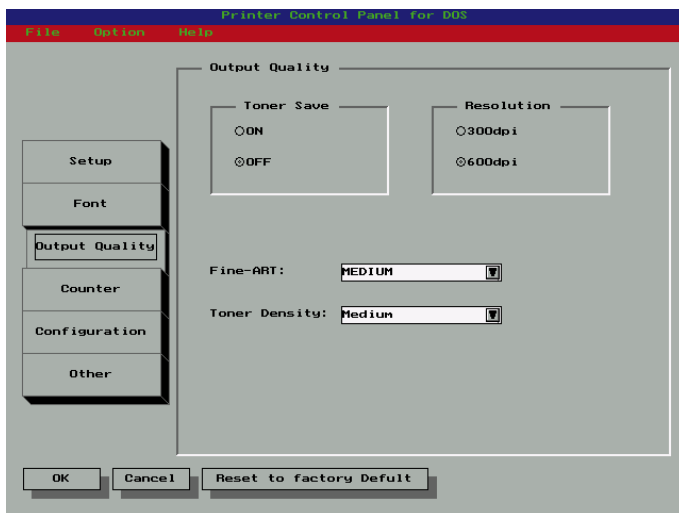 Printer Control Panel for DOS
File Option Help
Output Quality
Toner Save
ON
OFF
Resolution
300dpi
600dpi
Setup
Font
Output Quality
Counter
Configuration
Other
Fine-ART: MEDIUM
Toner Density: Medium
OK Cancel Reset to factory Defult